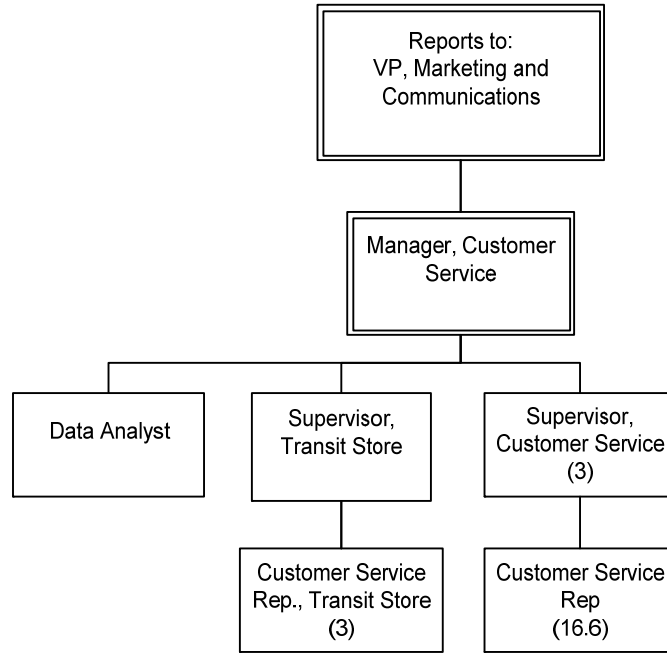 Reports to:
VP, Marketing and
Communications
Manager, Customer
Service
Data Analyst
Supervisor,
Transit Store
Supervisor,
Customer Service
(3)
Customer Service
Rep., Transit Store
(3)
Customer Service
Rep
(16.6)